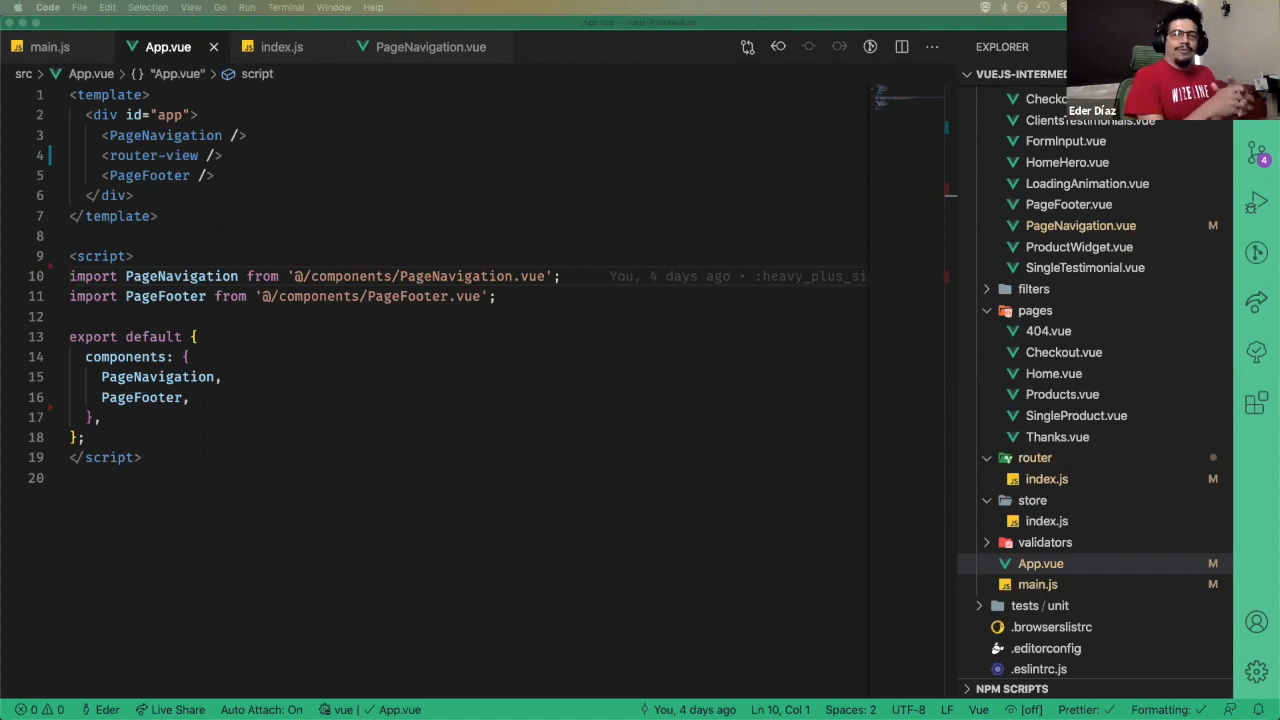 Code File Edit Selection View Go Run Terminal Window Help
App.vue — vuejs-intermediate
main.js App.vue index.js PageNavigation.vue
EXPLORER
src > App.vue > {} "App.vue" > script
1 <template>
2 <div id="app">
3 <PageNavigation />
4 <router-view />
5 <PageFooter />
6 </div>
7 </template>
8
9 <script>
10 import PageNavigation from '@/components/PageNavigation.vue'; You, 4 days ago • :heavy_plus_si
11 import PageFooter from '@/components/PageFooter.vue';
12
13 export default {
14 components: {
15 PageNavigation,
16 PageFooter,
17 },
18 };
19 </script>
20
VUEJS-INTERMED
WIZELINE
Eder Díaz
Checko
ClientsTestimonials.vue
FormInput.vue
HomeHero.vue
LoadingAnimation.vue
PageFooter.vue
PageNavigation.vue M
ProductWidget.vue
SingleTestimonial.vue
filters
pages
404.vue
Checkout.vue
Home.vue
Products.vue
SingleProduct.vue
Thanks.vue
router
index.js M
store
index.js
validators
App.vue M
main.js M
tests / unit
.browserslistrc
.editorconfig
.eslintrc.js
NPM SCRIPTS
4
0 0 Eder Live Share Auto Attach: On vue | ✓ App.vue You, 4 days ago Ln 10, Col 1 Spaces: 2 UTF-8 LF Vue [off] Prettier: ✓ Formatting: ✓